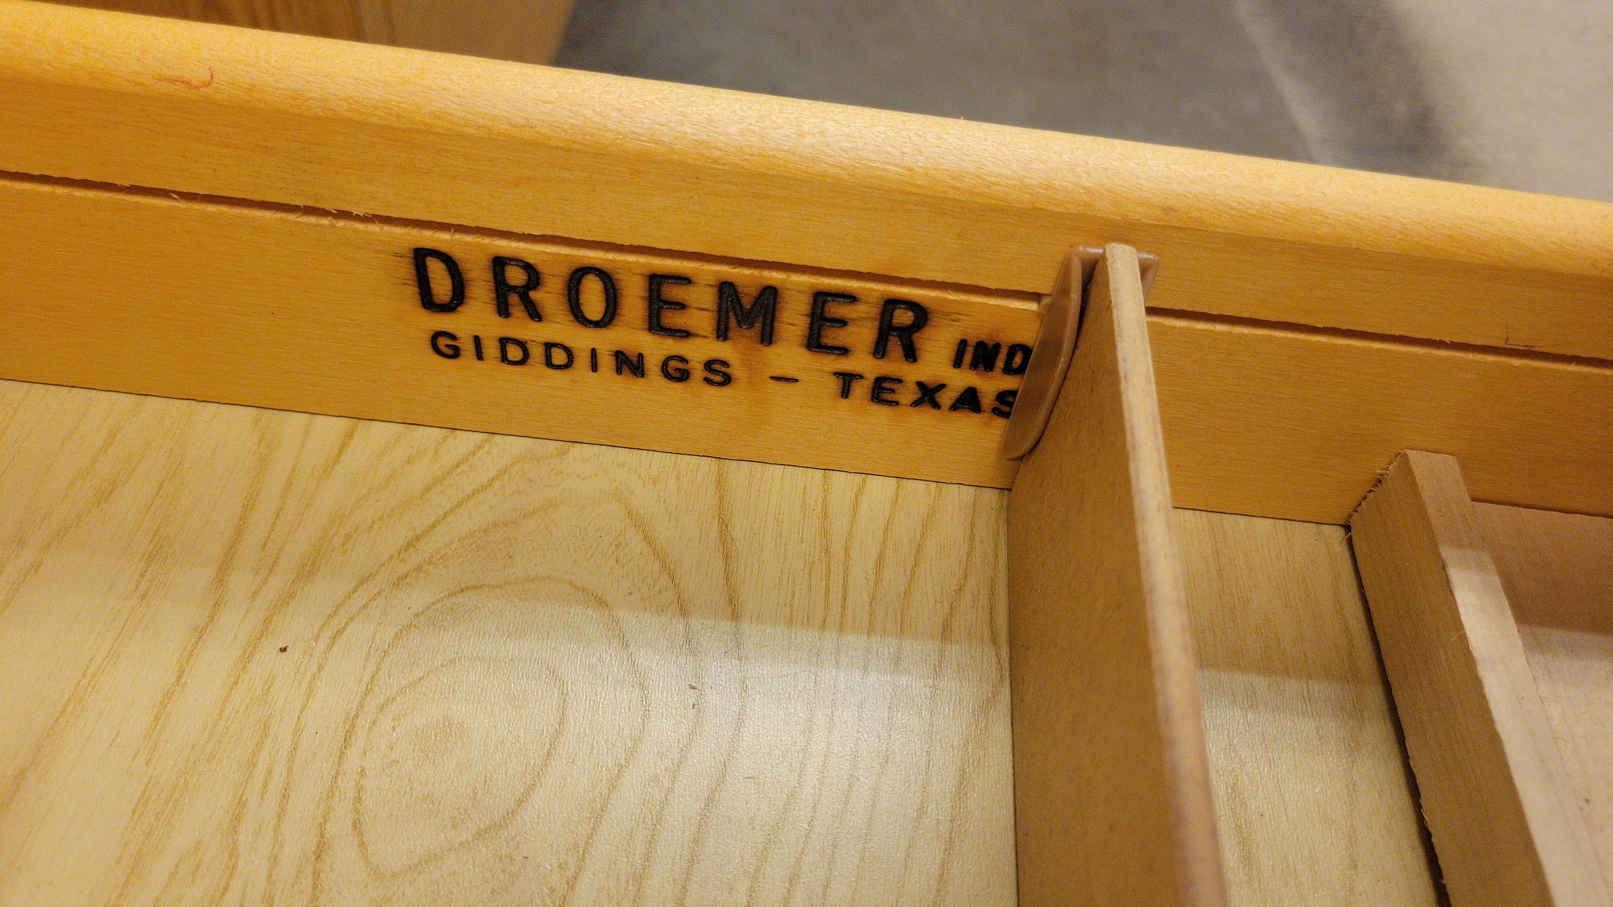 DROEMER IND
GIDDINGS - TEXAS